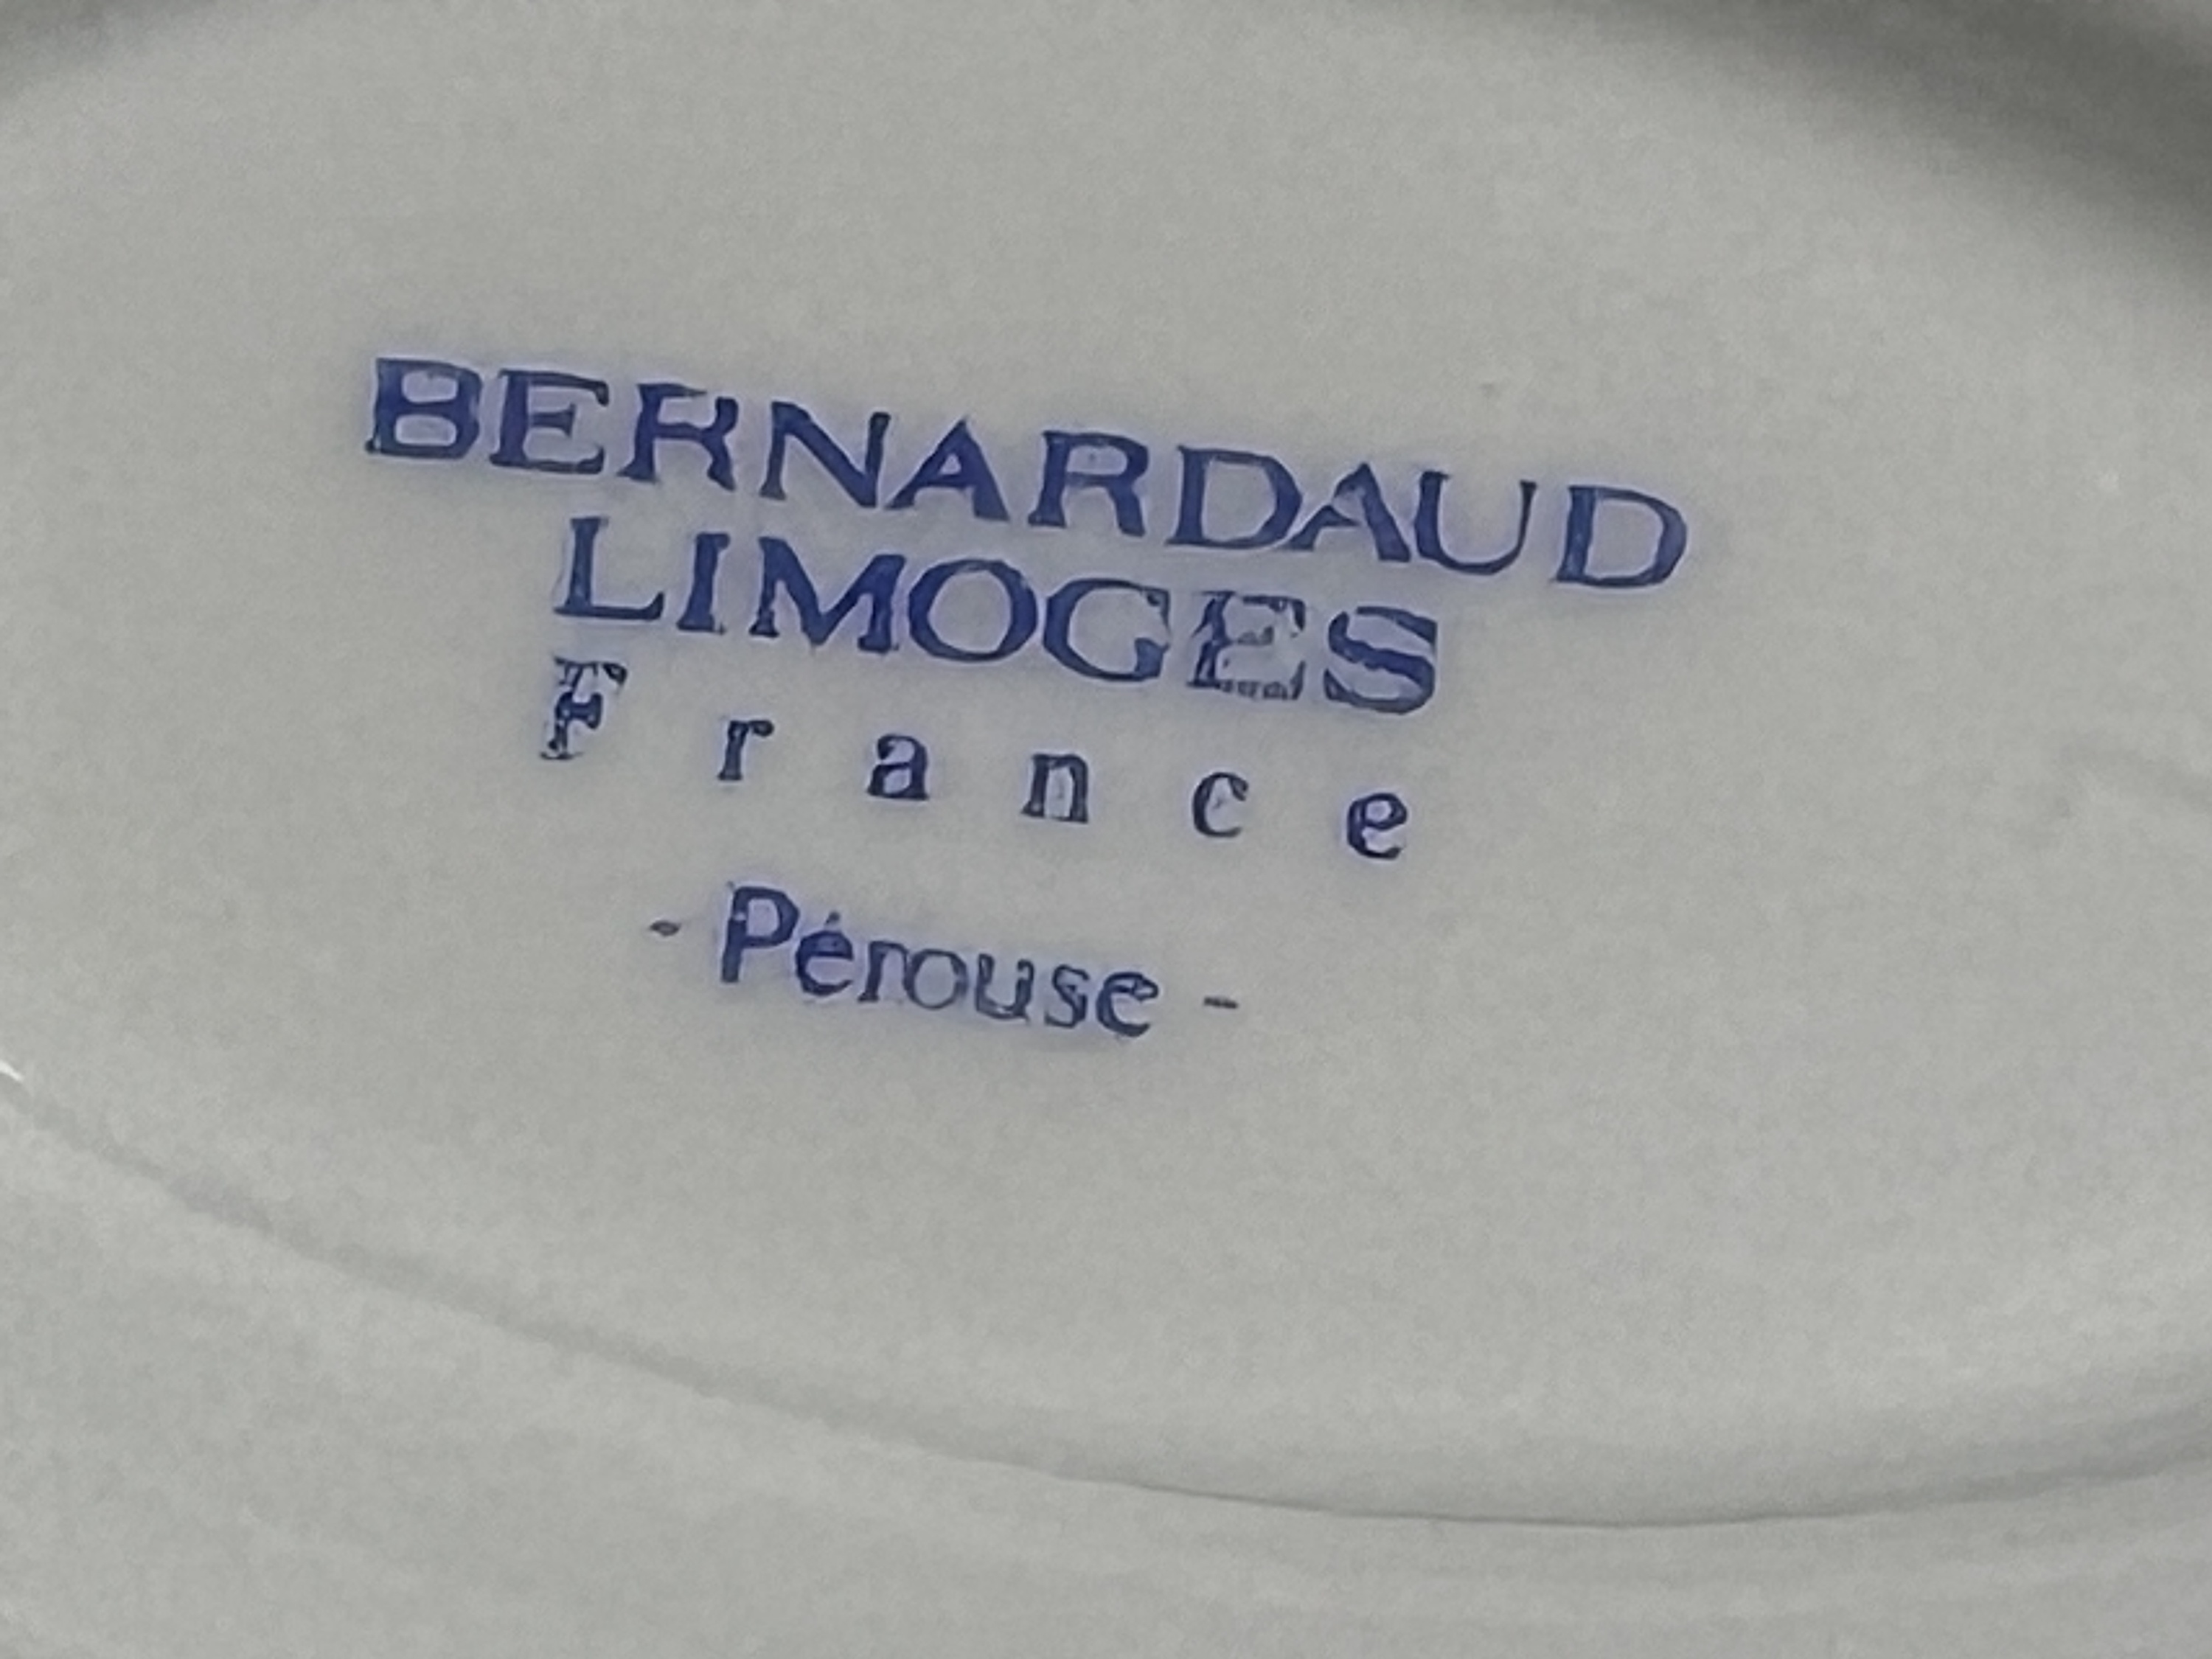 BERNARDAUD
LIMOGES
France
- Pérouse -